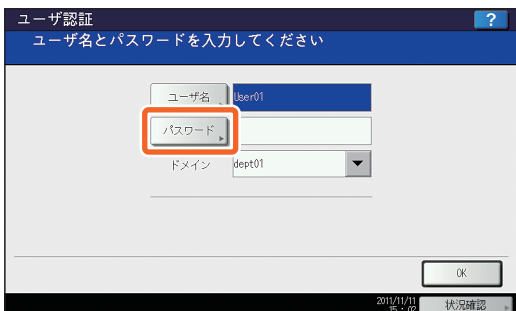 ユーザ認証 ?
ユーザ名とパスワードを入力してください
ユーザ名 User01
パスワード
ドメイン dept01
OK
2011/11/11
15:02 状況確認